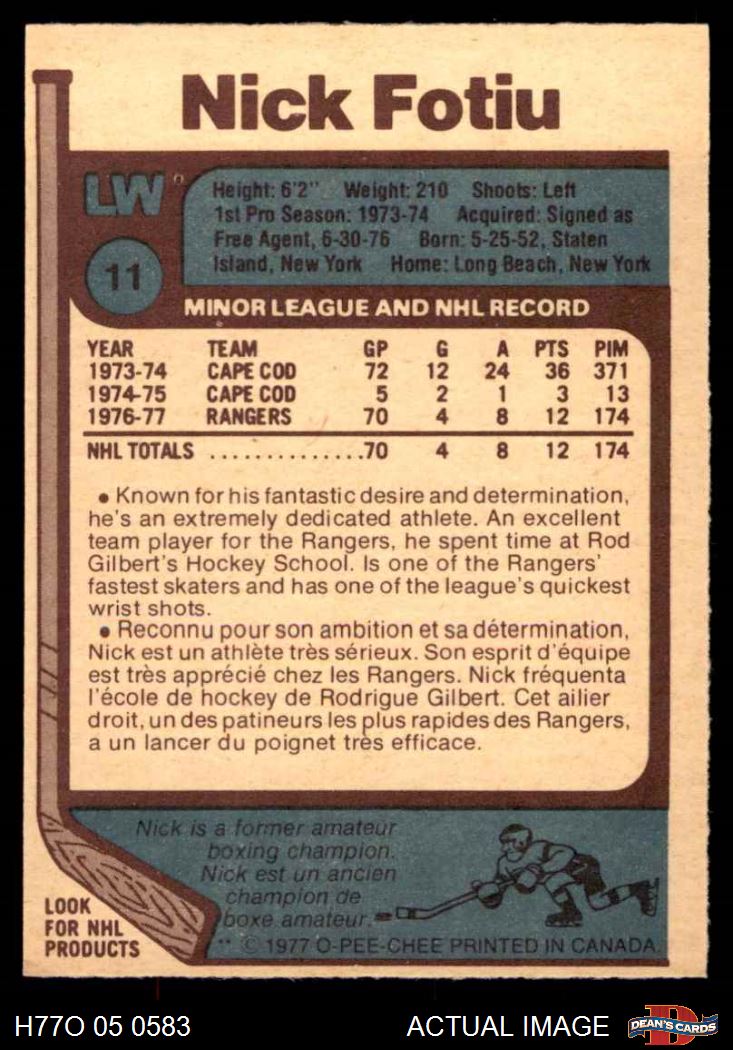 Nick Fotiu
LW
11
Height: 6'2" Weight: 210 Shoots: Left
1st Pro Season: 1973-74 Acquired: Signed as
Free Agent, 6-30-76 Born: 5-25-52, Staten
Island, New York Home: Long Beach, New York
MINOR LEAGUE AND NHL RECORD
YEAR TEAM GP G A PTS PIM
1973-74 CAPE COD 72 12 24 36 371
1974-75 CAPE COD 5 2 1 3 13
1976-77 RANGERS 70 4 8 12 174
NHL TOTALS ..............70 4 8 12 174
• Known for his fantastic desire and determination,
he's an extremely dedicated athlete. An excellent
team player for the Rangers, he spent time at Rod
Gilbert's Hockey School. Is one of the Rangers'
fastest skaters and has one of the league's quickest
wrist shots.
• Reconnu pour son ambition et sa détermination,
Nick est un athlète très sérieux. Son esprit d'équipe
est très apprécié chez les Rangers. Nick fréquenta
l'école de hockey de Rodrigue Gilbert. Cet ailier
droit, un des patineurs les plus rapides des Rangers,
a un lancer du poignet très efficace.
Nick is a former amateur
boxing champion.
Nick est un ancien
champion de
boxe amateur.
LOOK
FOR NHL
PRODUCTS
** © 1977 O-PEE-CHEE PRINTED IN CANADA.
H77O 05 0583
ACTUAL IMAGE
D
DEAN'S CARDS